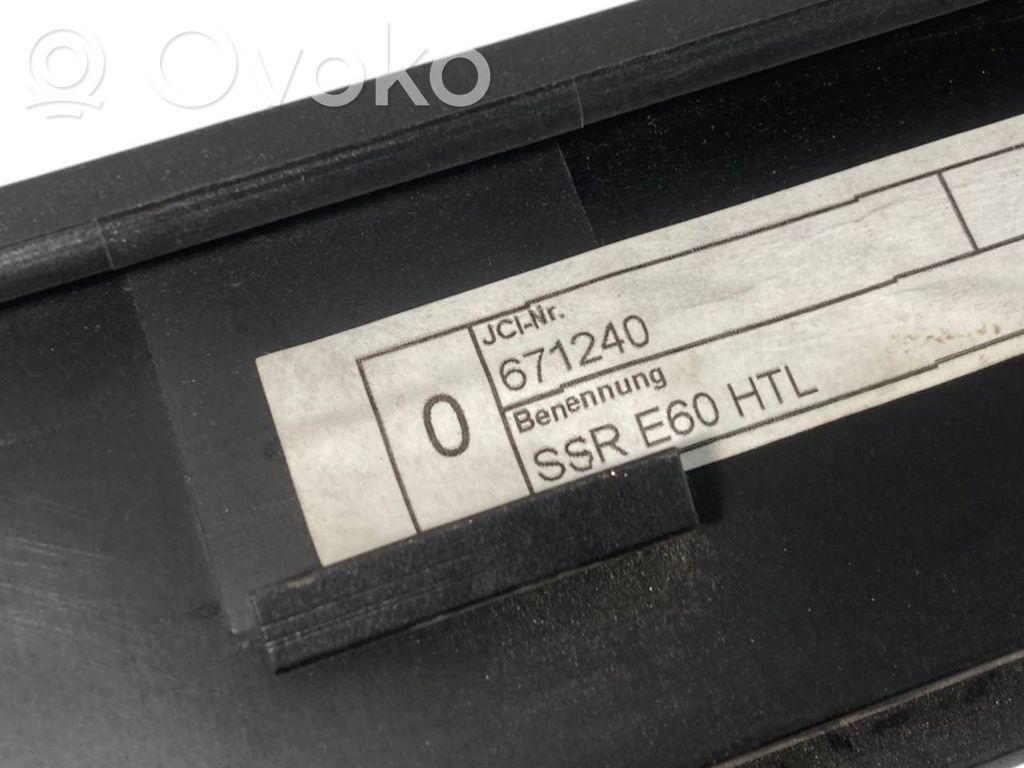 Ovoko
JCI-Nr.
671240
0
Benennung
SSR E60 HTL